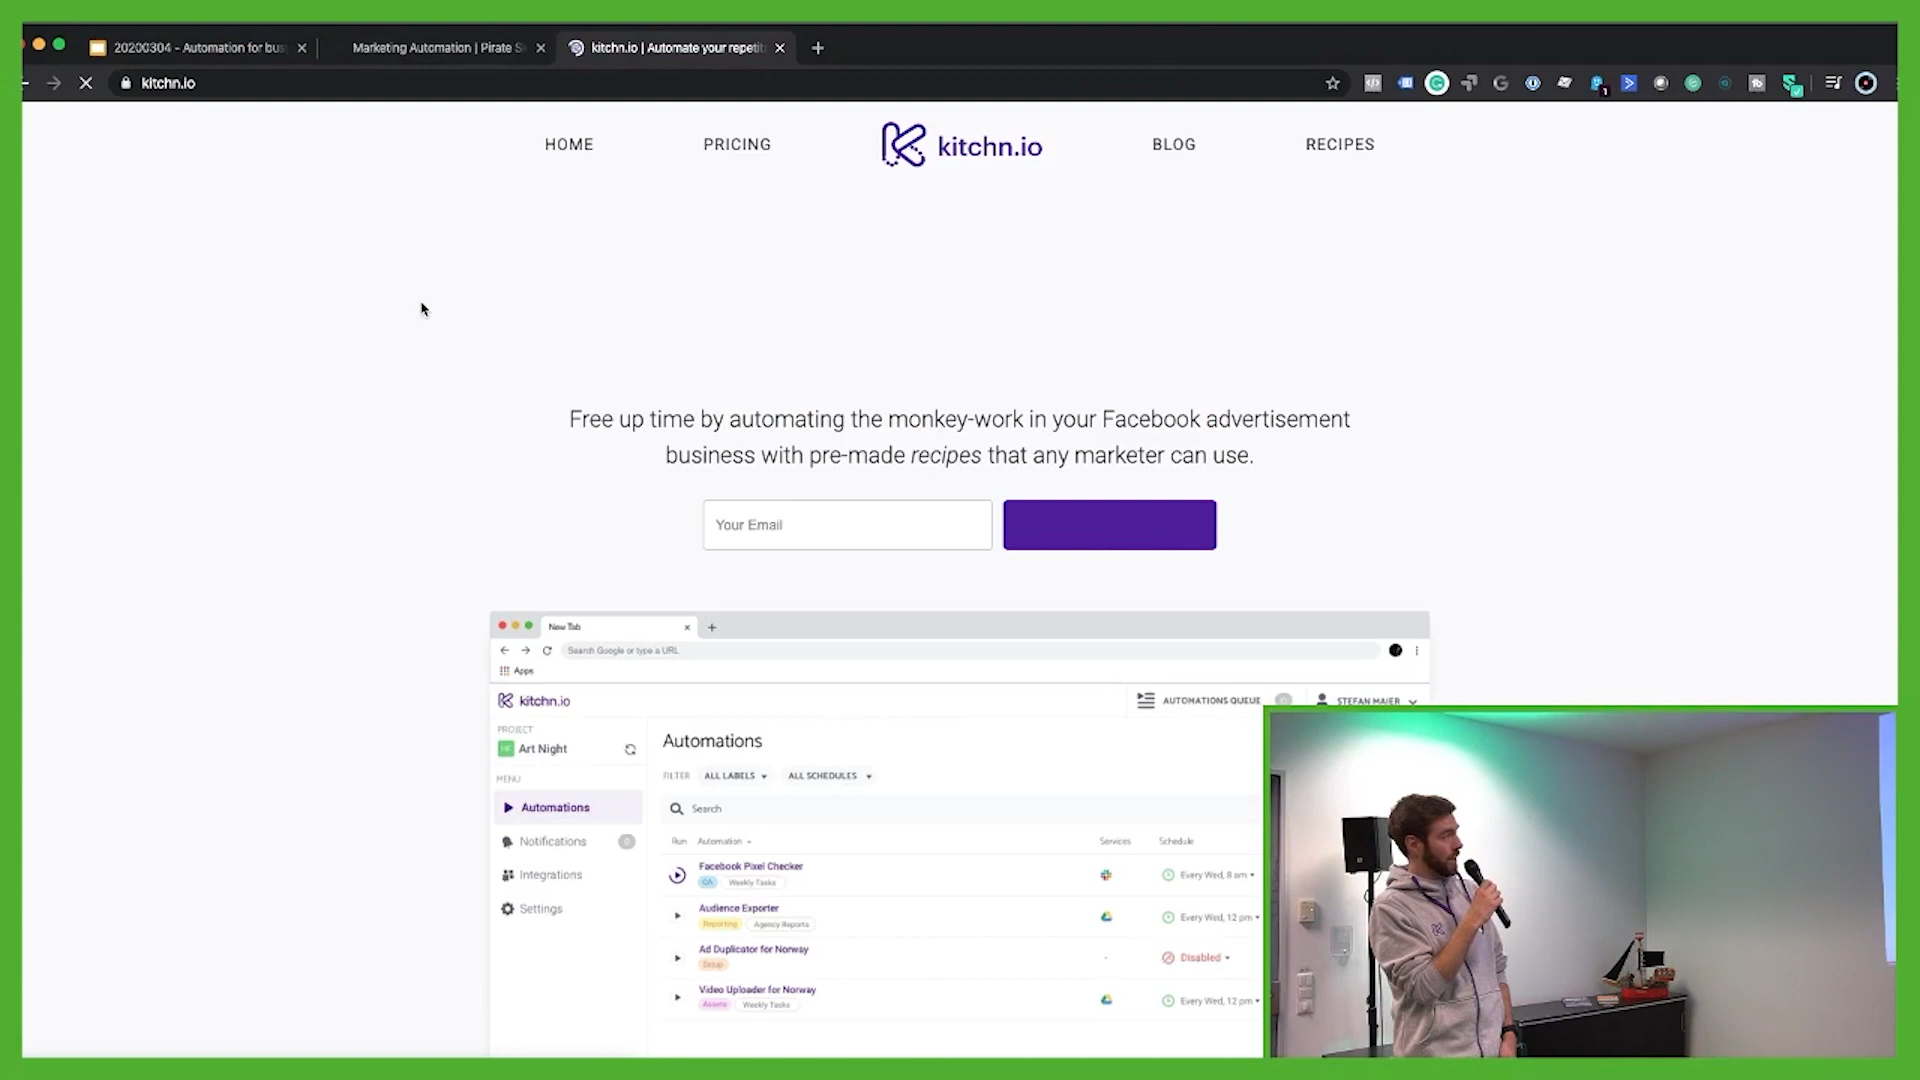 20200304 - Automation for bus
Marketing Automation | Pirate S
kitchn.io | Automate your repetit
kitchn.io
HOME
PRICING
kitchn.io
BLOG
RECIPES
Free up time by automating the monkey-work in your Facebook advertisement
business with pre-made recipes that any marketer can use.
Your Email
New Tab
Search Google or type a URL
Apps
kitchn.io
AUTOMATIONS QUEUE
STEFAN MAIER
PROJECT
Art Night
MENU
Automations
Notifications
Integrations
Settings
Automations
FILTER ALL LABELS ALL SCHEDULES
Search
Run Automation Services Schedule
Facebook Pixel Checker
QA Weekly Tasks
Every Wed, 8 am
Audience Exporter
Reporting Agency Reports
Every Wed, 12 pm
Ad Duplicator for Norway
Setup
- Disabled
Video Uploader for Norway
Assets Weekly Tasks
Every Wed, 12 pm